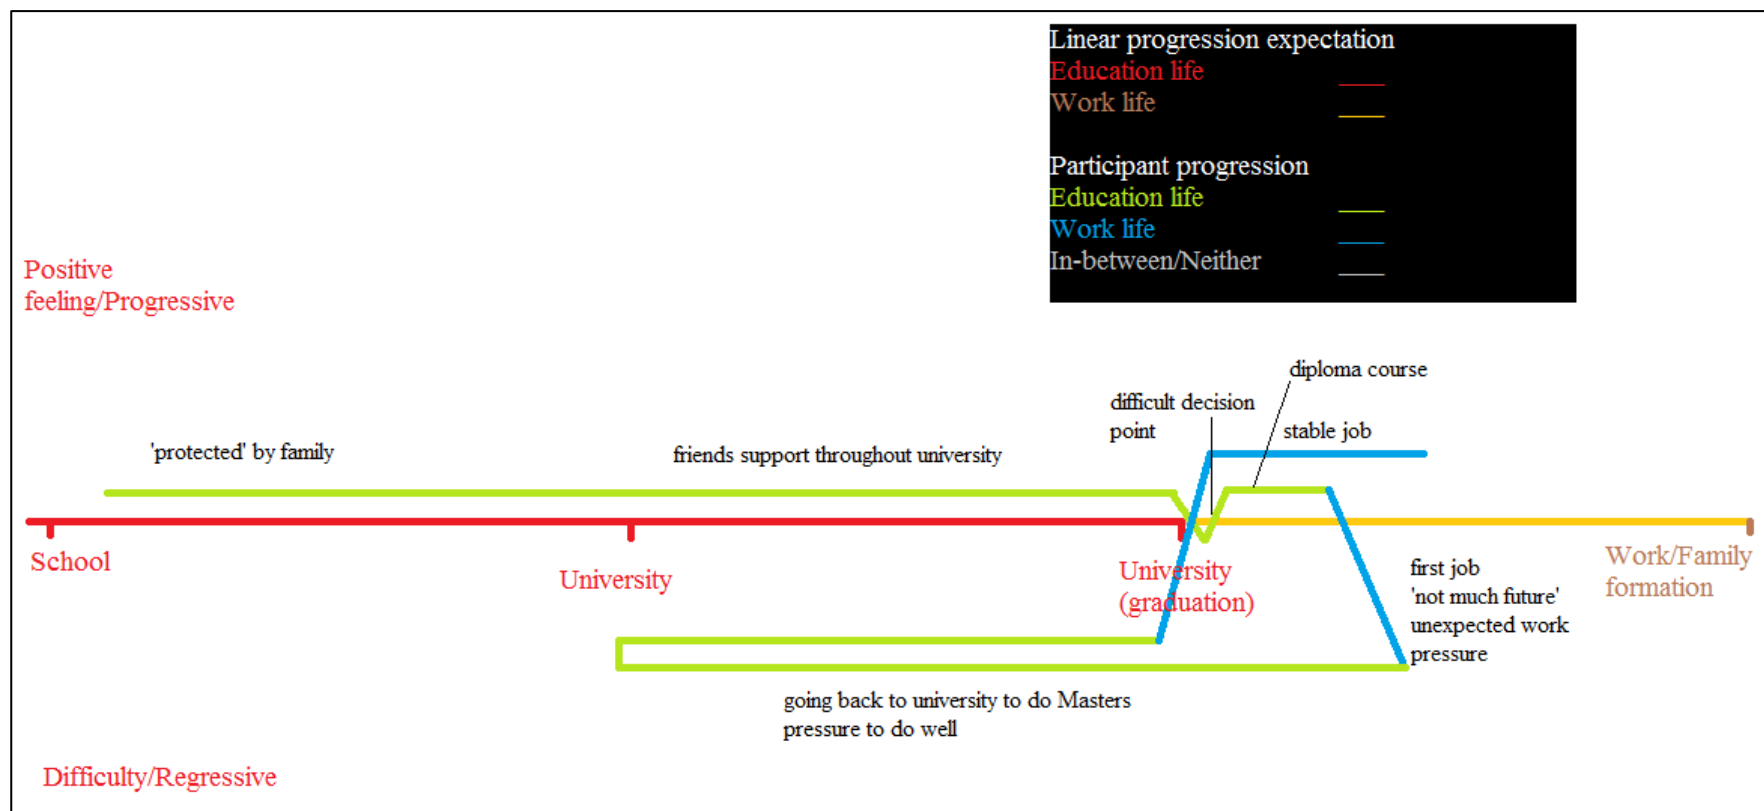 Linear progression expectation
Education life
Work life
Participant progression
Education life
Work life
In-between/Neither
Positive
feeling/Progressive
diploma course
difficult decision
point
stable job
'protected' by family
friends support throughout university
School
University
University
(graduation)
Work/Family
formation
first job
'not much future'
unexpected work
pressure
going back to university to do Masters
pressure to do well
Difficulty/Regressive